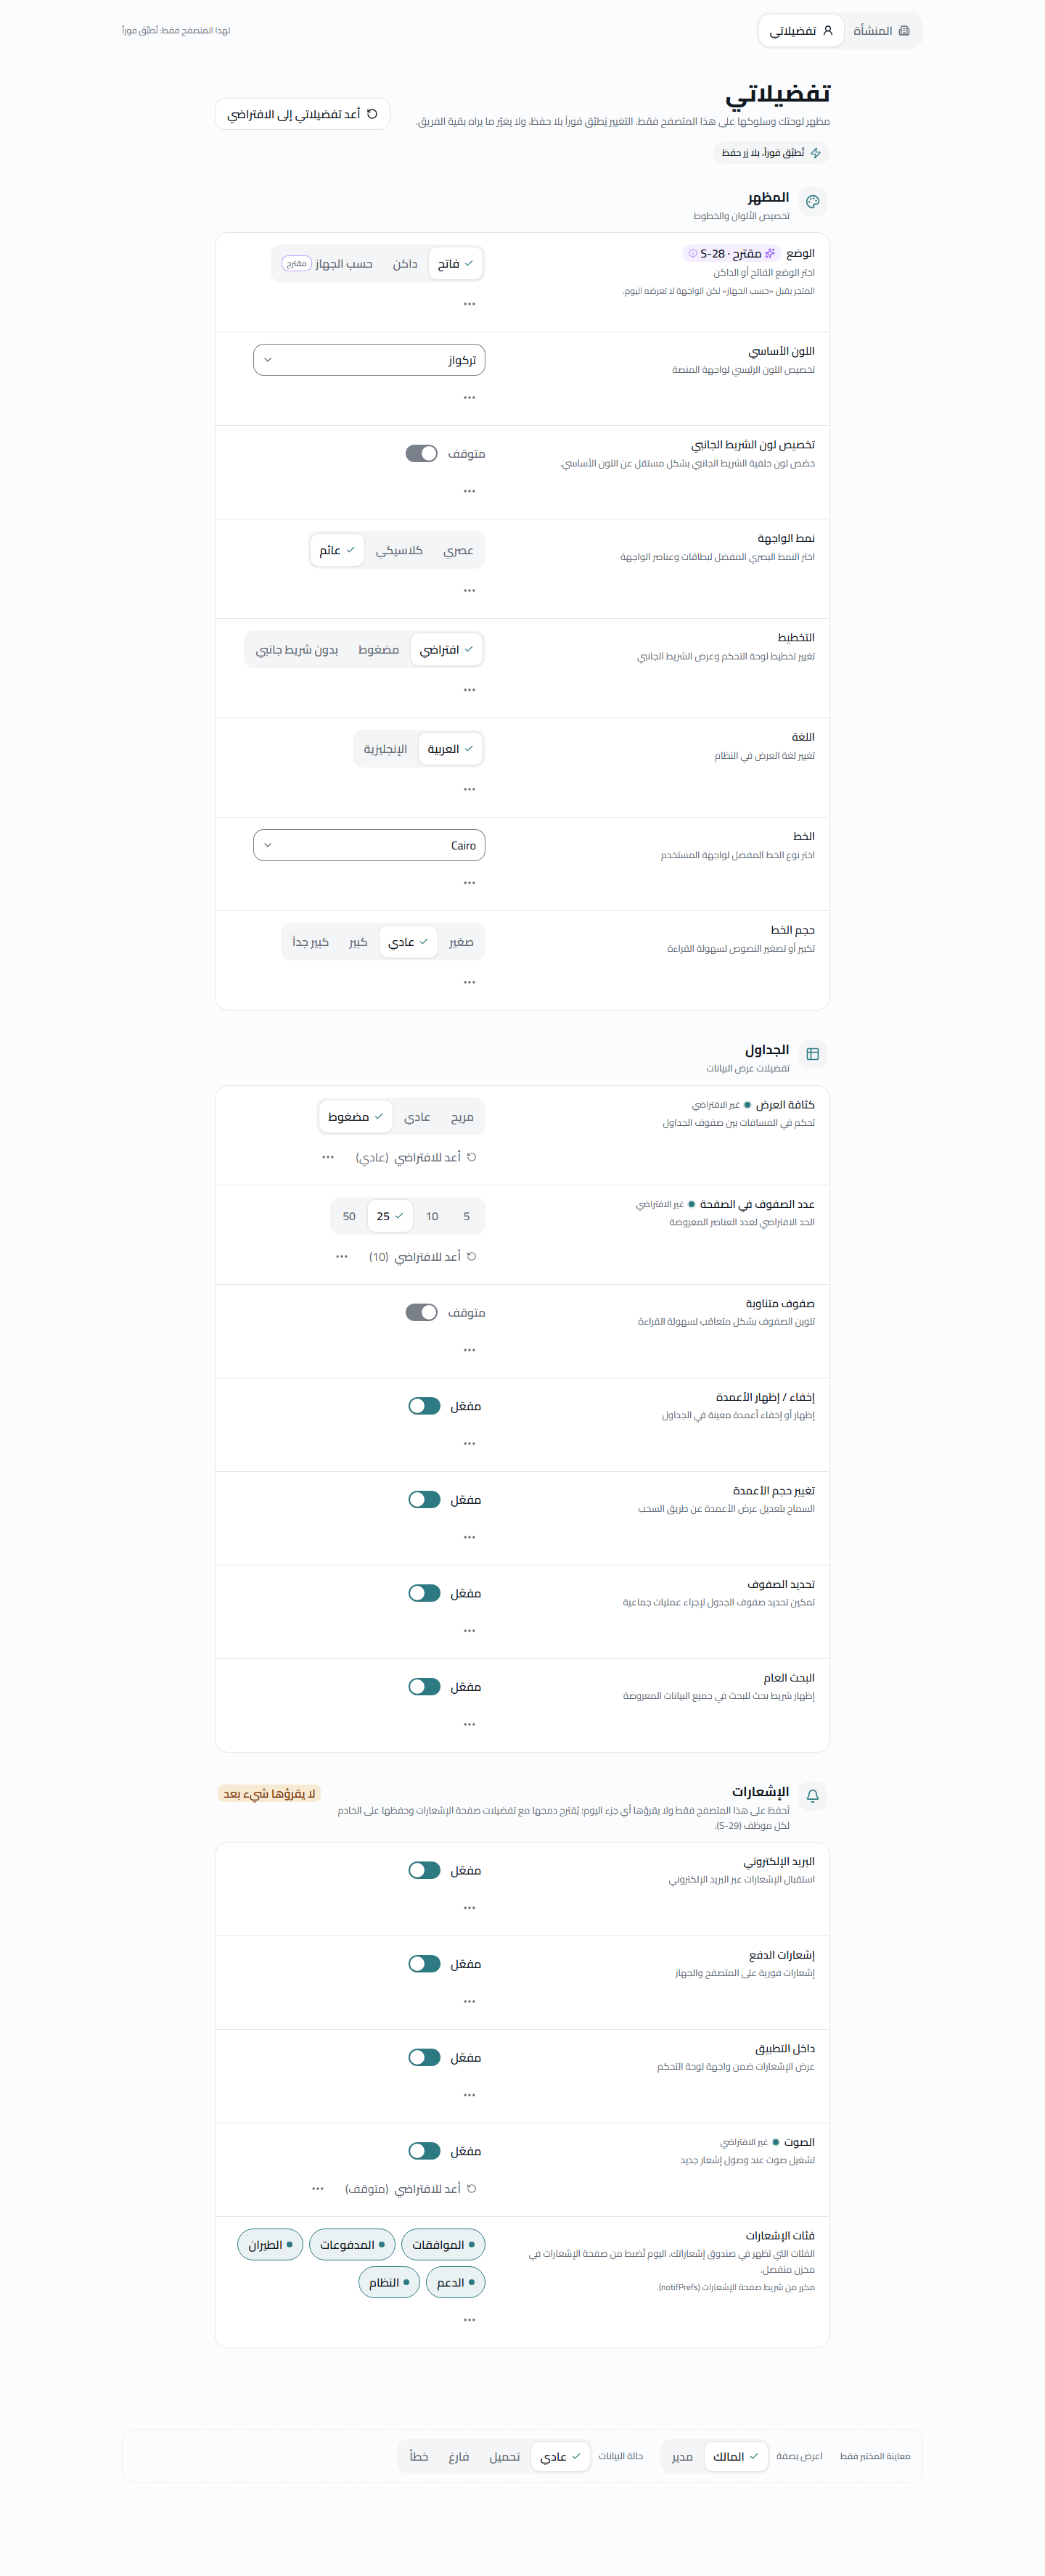 المنشأة
تفضيلاتي
لهذا المتصفح فقط: تُطبّق فوراً
تفضيلاتي
مظهر لوحتك وسلوكها على هذا المتصفح فقط. التغيير يُطبّق فوراً بلا حفظ، ولا يغيّر ما يراه بقية الفريق.
أعد تفضيلاتي إلى الافتراضي
تُطبّق فوراً، بلا زر حفظ
المظهر
تخصيص الألوان والخطوط
الوضع
مقترح · S-28
اختر الوضع الفاتح أو الداكن
المتجر يقبل «حسب الجهاز» لكن الواجهة لا تعرضه اليوم.
فاتح
داكن
حسب الجهاز مقترح
اللون الأساسي
تخصيص اللون الرئيسي لواجهة المنصة
تركواز
تخصيص لون الشريط الجانبي
خصّص لون خلفية الشريط الجانبي بشكل مستقل عن اللون الأساسي.
متوقف
نمط الواجهة
اختر النمط البصري المفضل لبطاقات وعناصر الواجهة
عصري
كلاسيكي
عائم
التخطيط
تغيير تخطيط لوحة التحكم وعرض الشريط الجانبي
افتراضي
مضغوط
بدون شريط جانبي
اللغة
تغيير لغة العرض في النظام
العربية
الإنجليزية
الخط
اختر نوع الخط المفضل لواجهة المستخدم
Cairo
حجم الخط
تكبير أو تصغير النصوص لسهولة القراءة
صغير
عادي
كبير
كبير جداً
الجداول
تفضيلات عرض البيانات
كثافة العرض
غير الافتراضي
تحكم في المسافات بين صفوف الجداول
مريح
عادي
مضغوط
أعد للافتراضي (عادي)
عدد الصفوف في الصفحة
غير الافتراضي
الحد الافتراضي لعدد العناصر المعروضة
5
10
25
50
أعد للافتراضي (10)
صفوف متناوبة
تلوين الصفوف بشكل متعاقب لسهولة القراءة
متوقف
إخفاء / إظهار الأعمدة
إظهار أو إخفاء أعمدة معينة في الجداول
مفعّل
تغيير حجم الأعمدة
السماح بتعديل عرض الأعمدة عن طريق السحب
مفعّل
تحديد الصفوف
تمكين تحديد صفوف الجدول لإجراء عمليات جماعية
مفعّل
البحث العام
إظهار شريط بحث للبحث في جميع البيانات المعروضة
مفعّل
الإشعارات
تُحفظ على هذا المتصفح فقط ولا يقرؤها أي جزء اليوم؛ يُقترح دمجها مع تفضيلات صفحة الإشعارات وحفظها على الخادم
لكل موظف (S-29).
لا يقرؤها شيء بعد
البريد الإلكتروني
استقبال الإشعارات عبر البريد الإلكتروني
مفعّل
إشعارات الدفع
إشعارات فورية على المتصفح والجهاز
مفعّل
داخل التطبيق
عرض الإشعارات ضمن واجهة لوحة التحكم
مفعّل
الصوت
غير الافتراضي
تشغيل صوت عند وصول إشعار جديد
مفعّل
أعد للافتراضي (متوقف)
فئات الإشعارات
الفئات التي تظهر في صندوق إشعاراتك. اليوم تُضبط من صفحة الإشعارات في
مخزن منفصل.
مكرر من شريط صفحة الإشعارات (notifPrefs).
الموافقات
المدفوعات
الطيران
الدعم
النظام
معاينة المختبر فقط
اعرض بصفة
المالك
مدير
حالة البيانات
عادي
تحميل
فارغ
خطأ